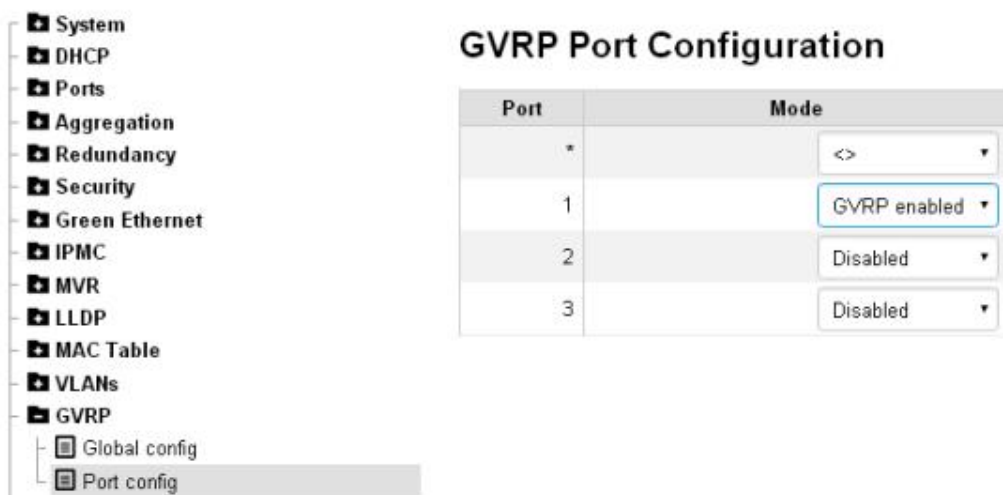 System
DHCP
Ports
Aggregation
Redundancy
Security
Green Ethernet
IPMC
MVR
LLDP
MAC Table
VLANs
GVRP
Global config
Port config
GVRP Port Configuration
Port Mode
* <>
1 GVRP enabled
2 Disabled
3 Disabled